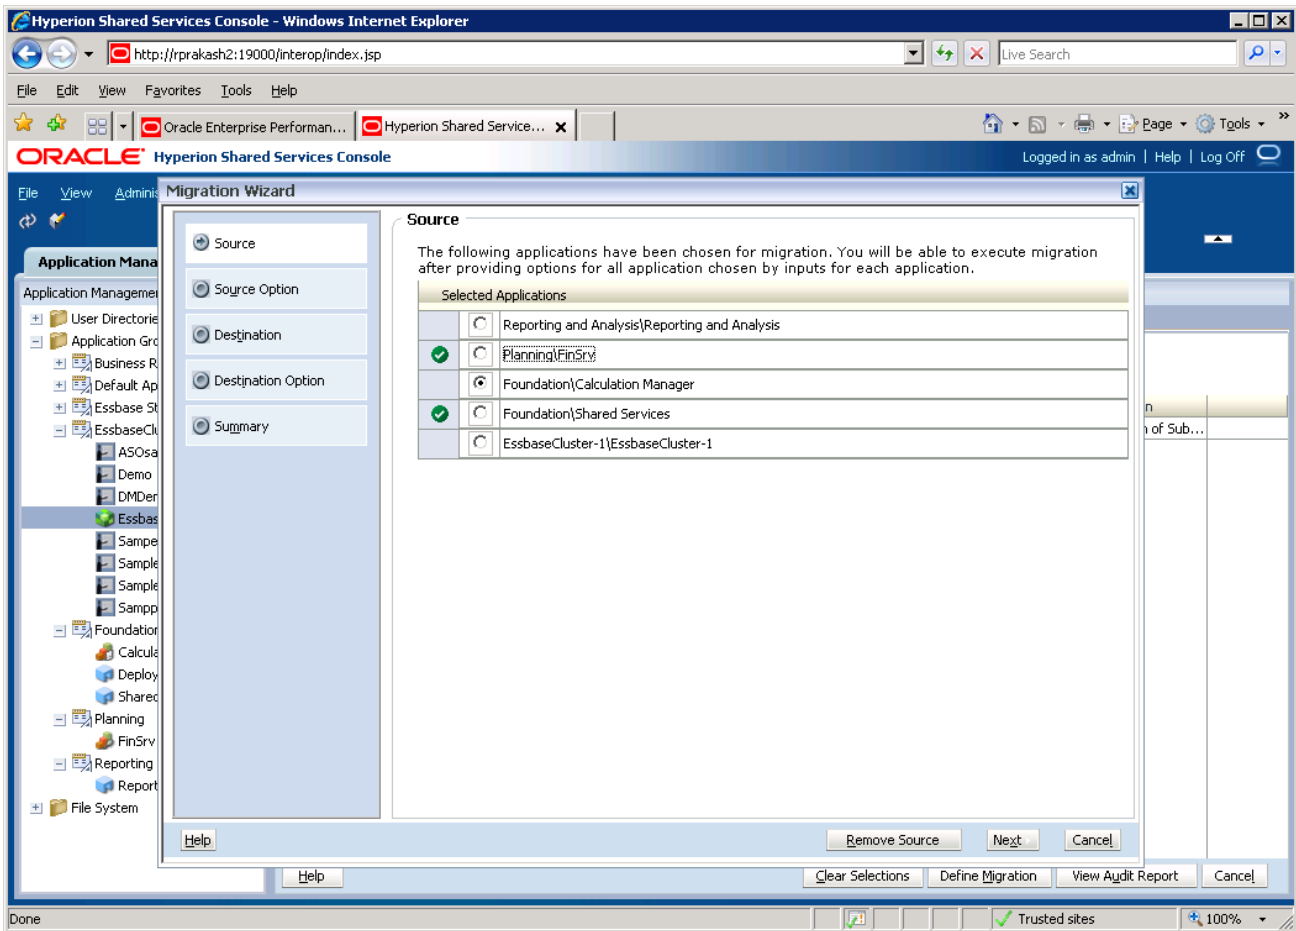 Hyperion Shared Services Console - Windows Internet Explorer
http://rprakash2:19000/interop/index.jsp
Live Search
File Edit View Favorites Tools Help
Oracle Enterprise Performan...
Hyperion Shared Service...
Page Tools
ORACLE Hyperion Shared Services Console
Logged in as admin | Help | Log Off
File View Adminis
Migration Wizard
Application Mana
Application Managemen
User Directorie
Application Gro
Business R
Default Ap
Essbase St
EssbaseClu
ASOsa
Demo
DMDer
Essbas
Sampe
Sample
Sample
Sampp
Foundation
Calcula
Deploy
Shared
Planning
FinSrv
Reporting
Report
File System
Source
Source Option
Destination
Destination Option
Summary
Source
The following applications have been chosen for migration. You will be able to execute migration
after providing options for all application chosen by inputs for each application.
Selected Applications
Reporting and Analysis\Reporting and Analysis
Planning\FinSrv
Foundation\Calculation Manager
Foundation\Shared Services
EssbaseCluster-1\EssbaseCluster-1
n
n of Sub...
Help
Remove Source Next Cancel
Help
Clear Selections Define Migration View Audit Report Cancel
Done
Trusted sites
100%